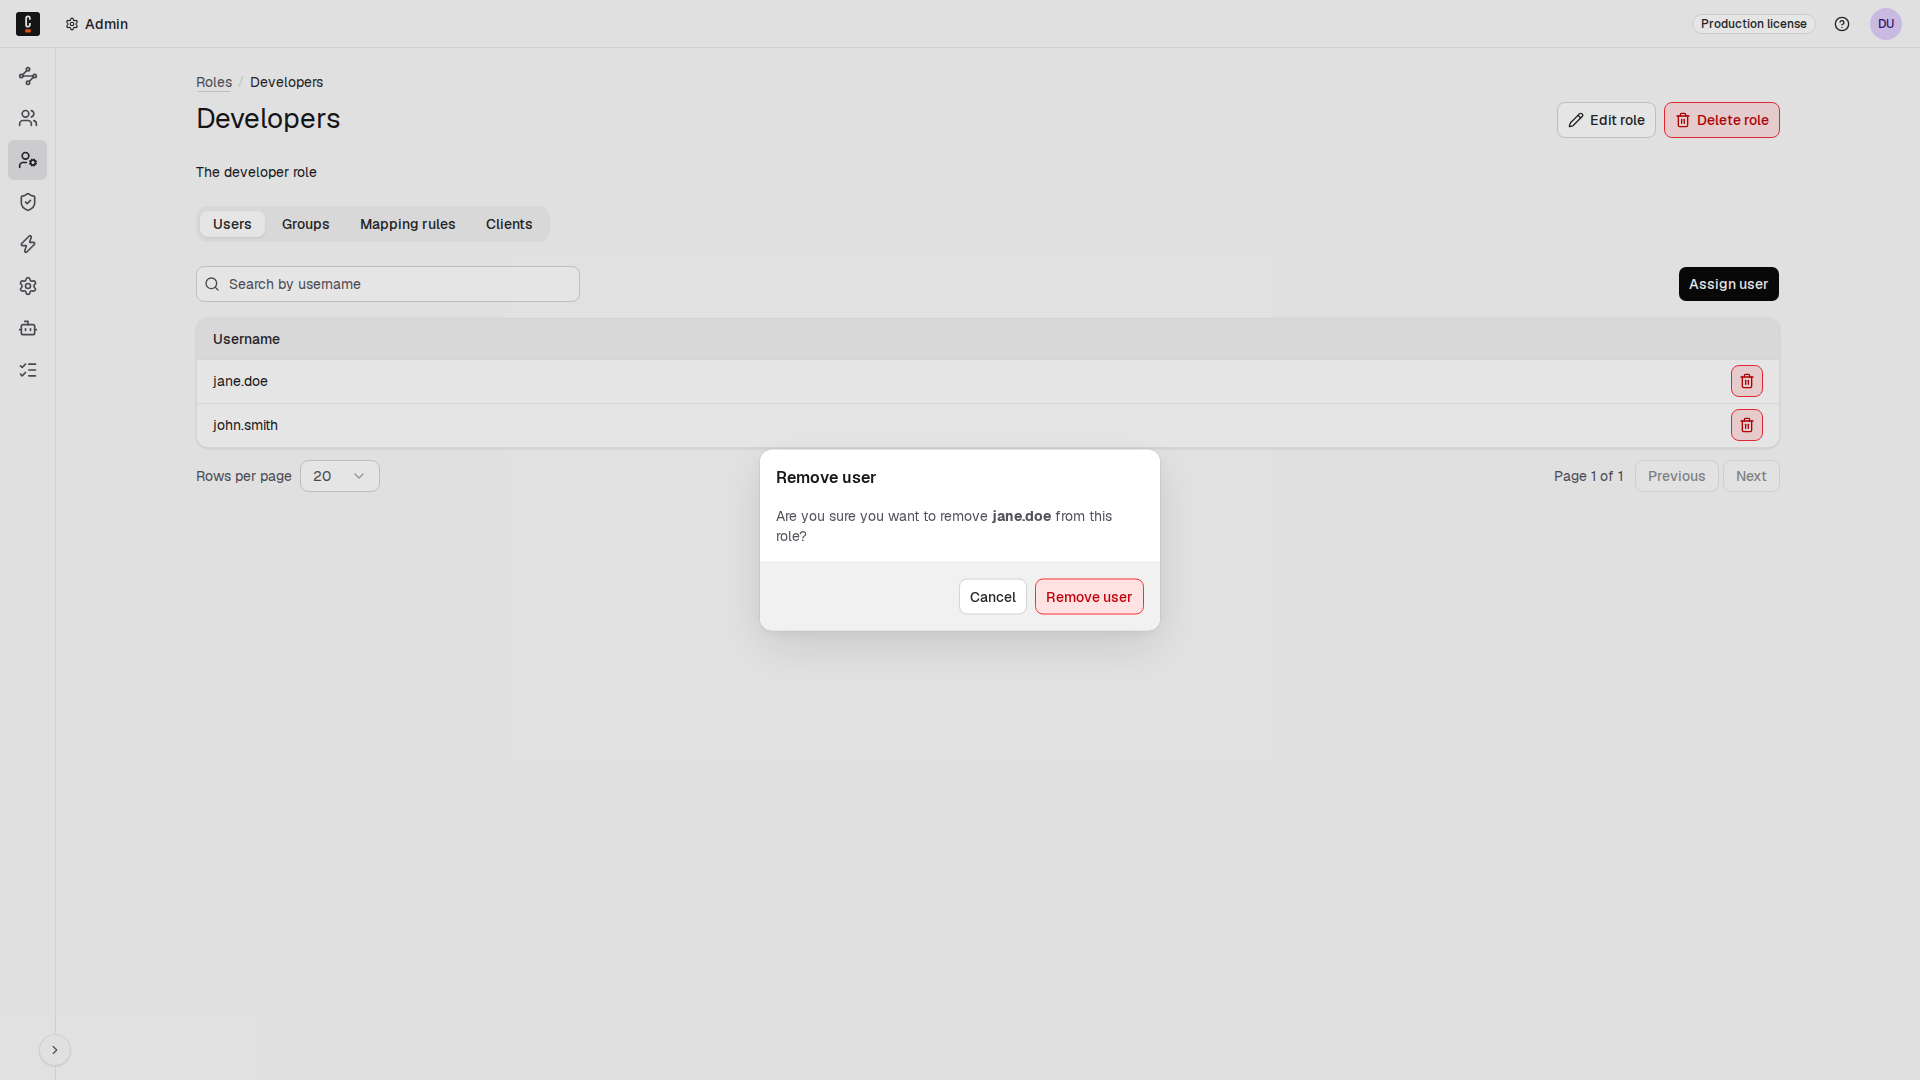 C
Admin
Production license
DU
Roles / Developers
Developers
Edit role
Delete role
The developer role
Users
Groups
Mapping rules
Clients
Search by username
Assign user
Username
jane.doe
john.smith
Rows per page
20
Page 1 of 1
Previous
Next
Remove user
Are you sure you want to remove jane.doe from this
role?
Cancel
Remove user